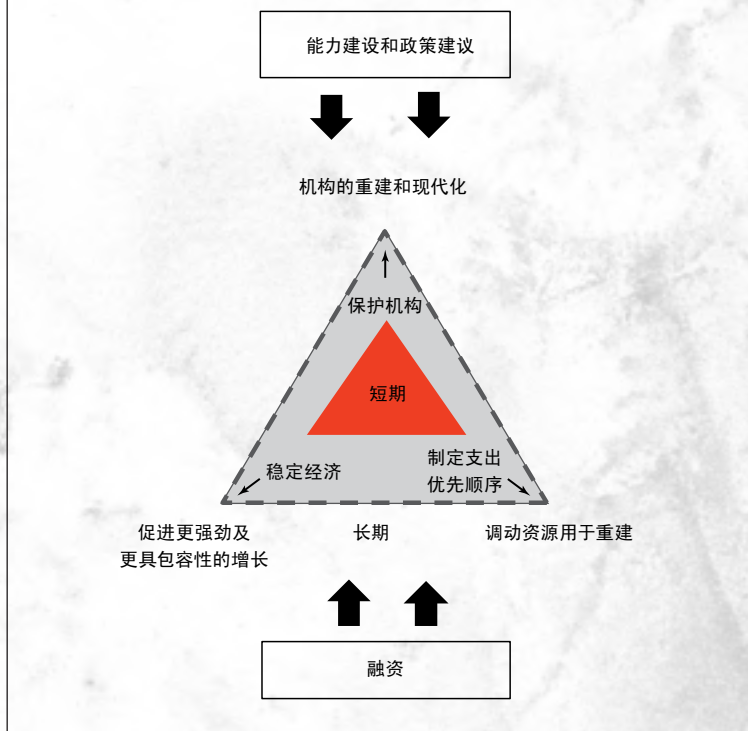 能力建设和政策建议
机构的重建和现代化
保护机构
短期
稳定经济
制定支出
优先顺序
促进更强劲及
更具包容性的增长
长期
调动资源用于重建
融资